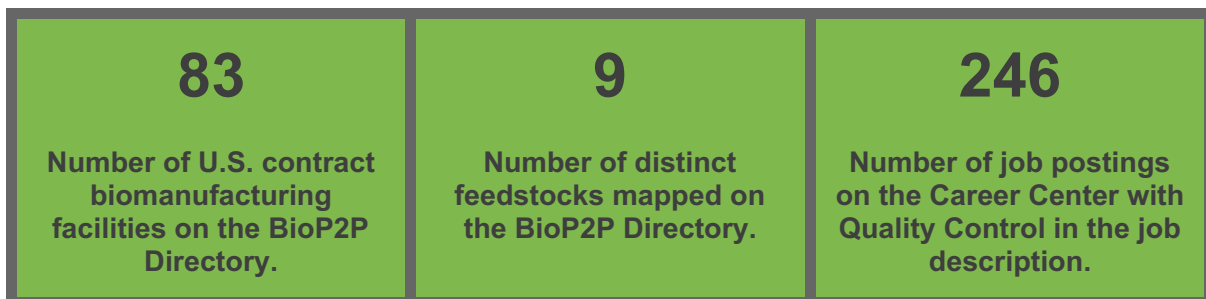 83
Number of U.S. contract
biomanufacturing
facilities on the BioP2P
Directory.
9
Number of distinct
feedstocks mapped on
the BioP2P Directory.
246
Number of job postings
on the Career Center with
Quality Control in the job
description.